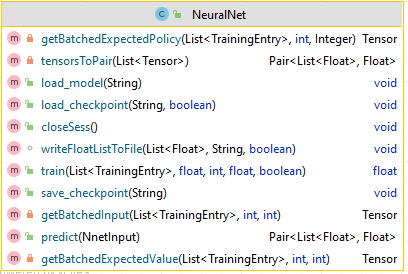 C NeuralNet
m getBatchedExpectedPolicy(List<TrainingEntry>, int, Integer) Tensor
m tensorsToPair(List<Tensor>) Pair<List<Float>, Float>
m load_model(String) void
m load_checkpoint(String, boolean) void
m closeSess() void
m writeFloatListToFile(List<Float>, String, boolean) void
m train(List<TrainingEntry>, float, int, float, boolean) float
m save_checkpoint(String) void
m getBatchedInput(List<TrainingEntry>, int, int) Tensor
m predict(NnetInput) Pair<List<Float>, Float>
m getBatchedExpectedValue(List<TrainingEntry>, int, int) Tensor